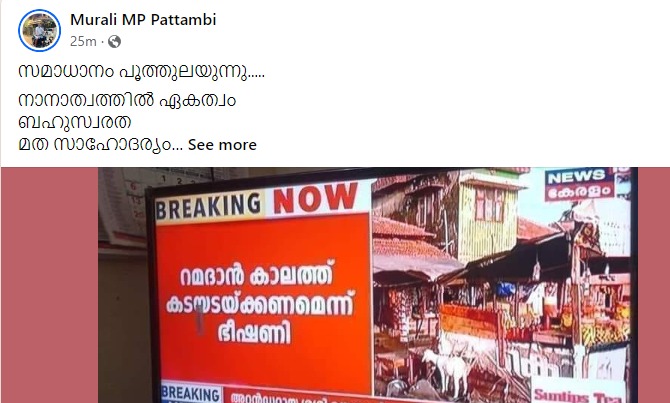 Murali MP Pattambi
25m ·
സമാധാനം പൂത്തുലയുന്നു.....
നാനാത്വത്തിൽ ഏകത്വം
ബഹുസ്വരത
മത സാഹോദര്യം... See more
BREAKING NOW
NEWS 18
കേരളം
റമദാൻ കാലത്ത്
കടയടയ്ക്കണമെന്ന്
ഭീഷണി
BREAKING
Suntips Tea